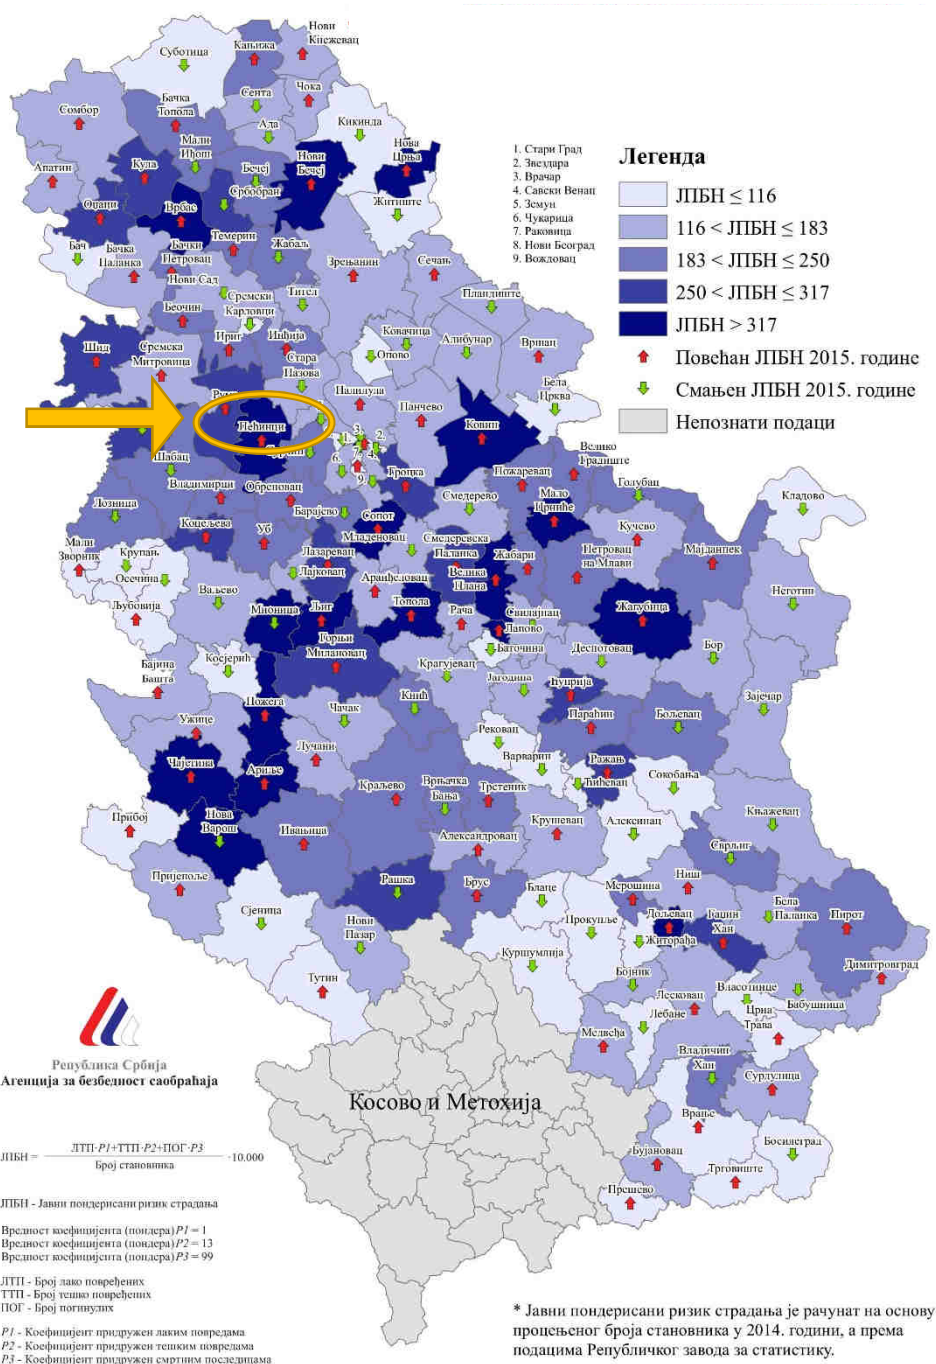 Суботица
Кањижа
Нови
Кнежевац
Сомбор
Бачка
Топола
Сента
Чока
Ада
Кикинда
Мали
Иђош
Апатин
Кула
Бечеј
Нови
Бечеј
Нова
Црња
Оџаци
Врбас
Србобран
Житиште
Бач
Бачка
Паланка
Бачки
Петровац
Темерин
Жабаљ
Зрењанин
Сечањ
Нови Сад
Беочин
Сремски
Карловци
Тител
Пландиште
Шид
Сремска
Митровица
Ириг
Инђија
Стара
Пазова
Опово
Ковачица
Алибунар
Вршац
Бела
Црква
Палилула
Панчево
Ковин
Пећинци
Шабац
Владимирци
Обреновац
Гроцка
Лозница
Коцељева
Уб
Барајево
Сопот
Младеновац
Смедерево
Пожаревац
Велико
Градиште
Голубац
Мало
Црниће
Кладово
Мали
Зворник
Крупањ
Осечина
Љубовија
Ваљево
Лазаревац
Лајковац
Аранђеловац
Топола
Смедеревска
Паланка
Велика
Плана
Жабари
Петровац
на Млави
Кучево
Мајданпек
Неготин
Мионица
Љиг
Горњи
Милановац
Рача
Свилајнац
Лапово
Баточина
Жагубица
Деспотовац
Бор
Бајина
Башта
Косјерић
Пожега
Крагујевац
Јагодина
Ћуприја
Параћин
Бољевац
Зајечар
Ужице
Чачак
Кнић
Чајетина
Ариље
Лучани
Рековац
Варварин
Ражањ
Ћићевац
Сокобања
Прибој
Нова
Варош
Ивањица
Краљево
Врњачка
Бања
Трстеник
Александровац
Крушевац
Алексинац
Књажевац
Сврљиг
Пријепоље
Сјеница
Рашка
Нови
Пазар
Брус
Блаце
Мерошина
Ниш
Прокупље
Дољевац
Житорађа
Гаџин
Хан
Бела
Паланка
Пирот
Димитровград
Тутин
Куршумлија
Бојник
Лесковац
Лебане
Медвеђа
Власотинце
Црна
Трава
Бабушница
Владичин
Хан
Сурдулица
Врање
Бујановац
Прешево
Трговиште
Босилеград
Косово и Метохија
1. Стари Град
2. Звездара
3. Врачар
4. Савски Венац
5. Земун
6. Чукарица
7. Раковица
8. Нови Београд
9. Вождовац
Легенда
ЈПБН ≤ 116
116 < ЈПБН ≤ 183
183 < ЈПБН ≤ 250
250 < ЈПБН ≤ 317
ЈПБН > 317
Повећан ЈПБН 2015. године
Смањен ЈПБН 2015. године
Непознати подаци
Република Србија
Агенција за безбедност саобраћаја
ЈПБН = ЛТП·P1+ТТП·P2+ПОГ·P3
Број становника
·10.000
ЈПБН - Јавни пондерисани ризик страдања
Вредност коефицијента (пондера) P1 = 1
Вредност коефицијента (пондера) P2 = 13
Вредност коефицијента (пондера) P3 = 99
ЛТП - Број лако повређених
ТТП - Број тешко повређених
ПОГ - Број погинулих
P1 - Коефицијент придружен лаким повредама
P2 - Коефицијент придружен тешким повредама
P3 - Коефицијент придружен смртним последицама
* Јавни пондерисани ризик страдања је рачунат на основу
процењеног броја становника у 2014. години, а према
подацима Републичког завода за статистику.